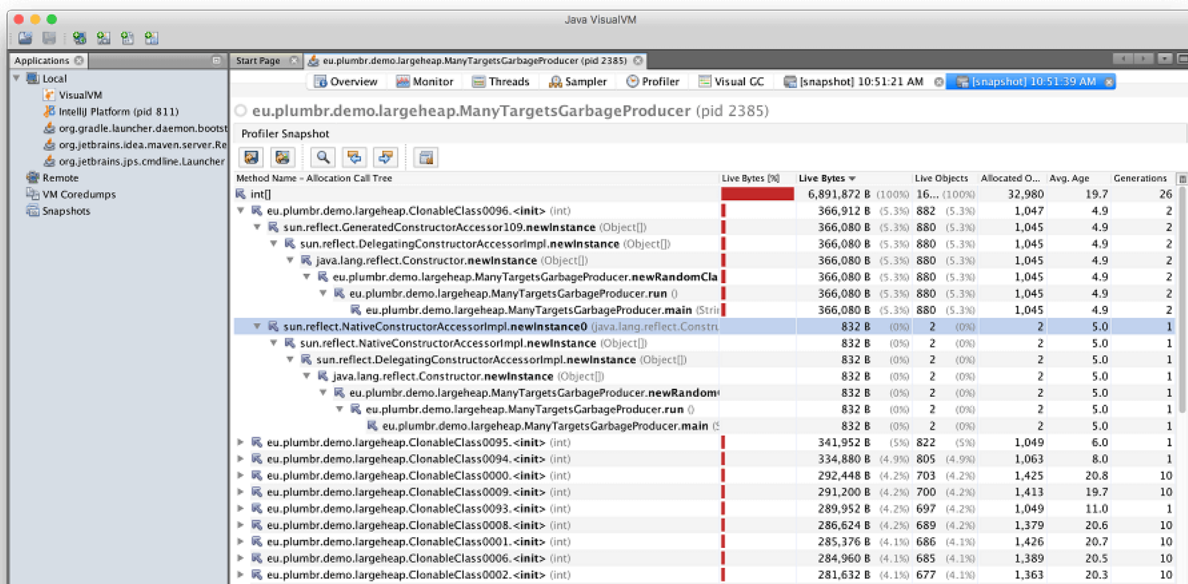 Java VisualVM
Applications
Start Page eu.plumbr.demo.largeheap.ManyTargetsGarbageProducer (pid 2385)
Local
VisualVM
IntelliJ Platform (pid 811)
org.gradle.launcher.daemon.bootst
org.jetbrains.idea.maven.server.Re
org.jetbrains.jps.cmdline.Launcher
Remote
VM Coredumps
Snapshots
Overview Monitor Threads Sampler Profiler Visual GC [snapshot] 10:51:21 AM [snapshot] 10:51:39 AM
eu.plumbr.demo.largeheap.ManyTargetsGarbageProducer (pid 2385)
Profiler Snapshot
Method Name – Allocation Call Tree Live Bytes [%] Live Bytes Live Objects Allocated O... Avg. Age Generations
int[] 6,891,872 B (100%) 16... (100%) 32,980 19.7 26
eu.plumbr.demo.largeheap.ClonableClass0096.<init> (int) 366,912 B (5.3%) 882 (5.3%) 1,047 4.9 2
sun.reflect.GeneratedConstructorAccessor109.newInstance (Object[]) 366,080 B (5.3%) 880 (5.3%) 1,045 4.9 2
sun.reflect.DelegatingConstructorAccessorImpl.newInstance (Object[]) 366,080 B (5.3%) 880 (5.3%) 1,045 4.9 2
java.lang.reflect.Constructor.newInstance (Object[]) 366,080 B (5.3%) 880 (5.3%) 1,045 4.9 2
eu.plumbr.demo.largeheap.ManyTargetsGarbageProducer.newRandomCla 366,080 B (5.3%) 880 (5.3%) 1,045 4.9 2
eu.plumbr.demo.largeheap.ManyTargetsGarbageProducer.run () 366,080 B (5.3%) 880 (5.3%) 1,045 4.9 2
eu.plumbr.demo.largeheap.ManyTargetsGarbageProducer.main (Strin 366,080 B (5.3%) 880 (5.3%) 1,045 4.9 2
sun.reflect.NativeConstructorAccessorImpl.newInstance0 (java.lang.reflect.Constru 832 B (0%) 2 (0%) 2 5.0 1
sun.reflect.NativeConstructorAccessorImpl.newInstance (Object[]) 832 B (0%) 2 (0%) 2 5.0 1
sun.reflect.DelegatingConstructorAccessorImpl.newInstance (Object[]) 832 B (0%) 2 (0%) 2 5.0 1
java.lang.reflect.Constructor.newInstance (Object[]) 832 B (0%) 2 (0%) 2 5.0 1
eu.plumbr.demo.largeheap.ManyTargetsGarbageProducer.newRandom 832 B (0%) 2 (0%) 2 5.0 1
eu.plumbr.demo.largeheap.ManyTargetsGarbageProducer.run () 832 B (0%) 2 (0%) 2 5.0 1
eu.plumbr.demo.largeheap.ManyTargetsGarbageProducer.main (S 832 B (0%) 2 (0%) 2 5.0 1
eu.plumbr.demo.largeheap.ClonableClass0095.<init> (int) 341,952 B (5%) 822 (5%) 1,049 6.0 1
eu.plumbr.demo.largeheap.ClonableClass0094.<init> (int) 334,880 B (4.9%) 805 (4.9%) 1,063 8.0 1
eu.plumbr.demo.largeheap.ClonableClass0000.<init> (int) 292,448 B (4.2%) 703 (4.2%) 1,425 20.8 10
eu.plumbr.demo.largeheap.ClonableClass0009.<init> (int) 291,200 B (4.2%) 700 (4.2%) 1,413 19.7 10
eu.plumbr.demo.largeheap.ClonableClass0093.<init> (int) 289,952 B (4.2%) 697 (4.2%) 1,049 11.0 1
eu.plumbr.demo.largeheap.ClonableClass0008.<init> (int) 286,624 B (4.2%) 689 (4.2%) 1,379 20.6 10
eu.plumbr.demo.largeheap.ClonableClass0001.<init> (int) 285,376 B (4.1%) 686 (4.1%) 1,426 20.7 10
eu.plumbr.demo.largeheap.ClonableClass0006.<init> (int) 284,960 B (4.1%) 685 (4.1%) 1,389 20.5 10
eu.plumbr.demo.largeheap.ClonableClass0002.<init> (int) 281,632 B (4.1%) 677 (4.1%) 1,363 20.3 10